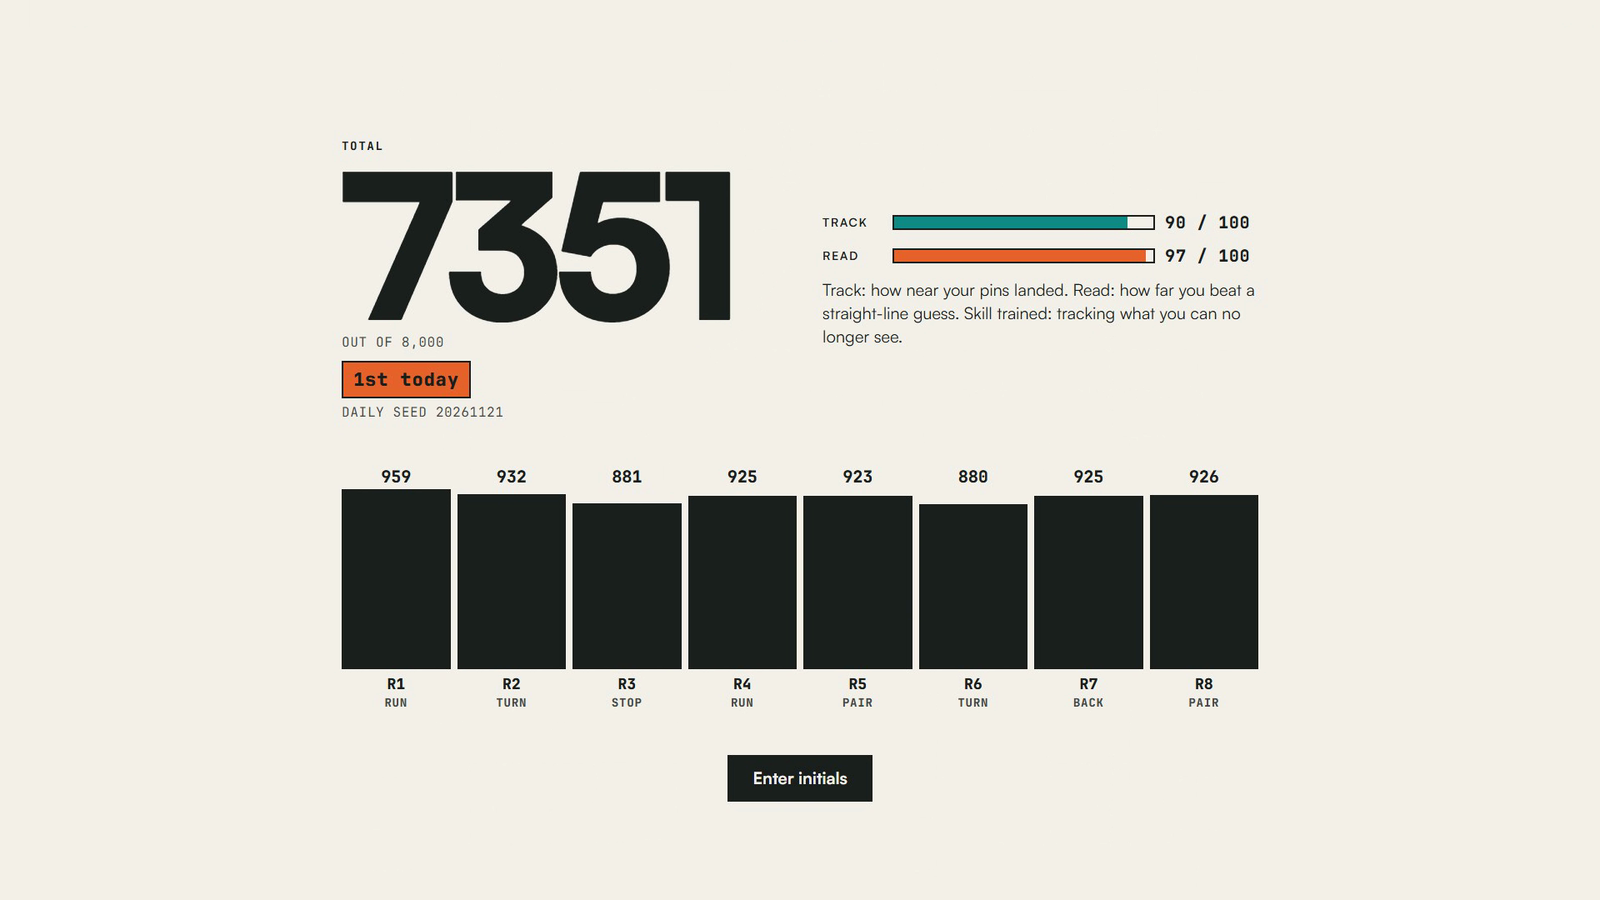 TOTAL
7351
OUT OF 8,000
1st today
DAILY SEED 20261121
TRACK 90 / 100
READ 97 / 100
Track: how near your pins landed. Read: how far you beat a
straight-line guess. Skill trained: tracking what you can no
longer see.
959 932 881 925 923 880 925 926
R1 R2 R3 R4 R5 R6 R7 R8
RUN TURN STOP RUN PAIR TURN BACK PAIR
Enter initials